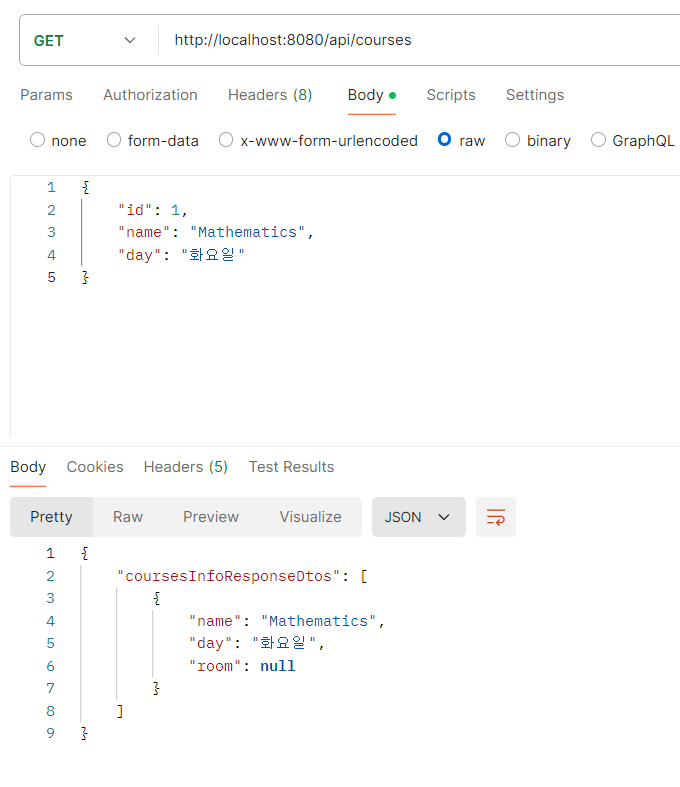 GET http://localhost:8080/api/courses
Params Authorization Headers (8) Body Scripts Settings
none form-data x-www-form-urlencoded raw binary GraphQL
1 {
2 "id": 1,
3 "name": "Mathematics",
4 "day": "화요일"
5 }
Body Cookies Headers (5) Test Results
Pretty Raw Preview Visualize JSON
1 {
2 "coursesInfoResponseDtos": [
3 {
4 "name": "Mathematics",
5 "day": "화요일",
6 "room": null
7 }
8 ]
9 }